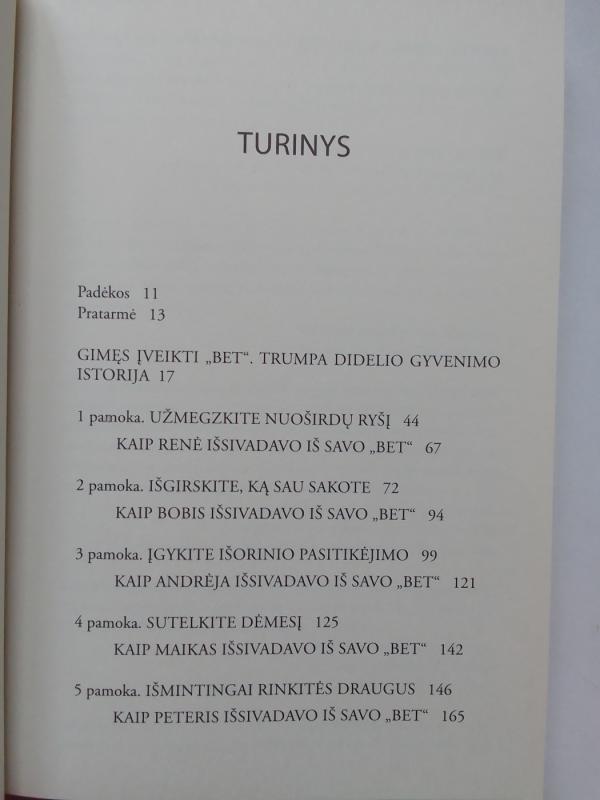 TURINYS
Padėkos 11
Pratarmė 13
GIMĘS ĮVEIKTI „BET“. TRUMPA DIDELIO GYVENIMO
ISTORIJA 17
1 pamoka. UŽMEGZKITE NUOŠIRDŲ RYŠĮ 44
KAIP RENĖ IŠSIVADAVO IŠ SAVO „BET“ 67
2 pamoka. IŠGIRSKITE, KĄ SAU SAKOTE 72
KAIP BOBIS IŠSIVADAVO IŠ SAVO „BET“ 94
3 pamoka. ĮGYKITE IŠORINIO PASITIKĖJIMO 99
KAIP ANDRĖJA IŠSIVADAVO IŠ SAVO „BET“ 121
4 pamoka. SUTELKITE DĖMESĮ 125
KAIP MAIKAS IŠSIVADAVO IŠ SAVO „BET“ 142
5 pamoka. IŠMINTINGAI RINKITĖS DRAUGUS 146
KAIP PETERIS IŠSIVADAVO IŠ SAVO „BET“ 165